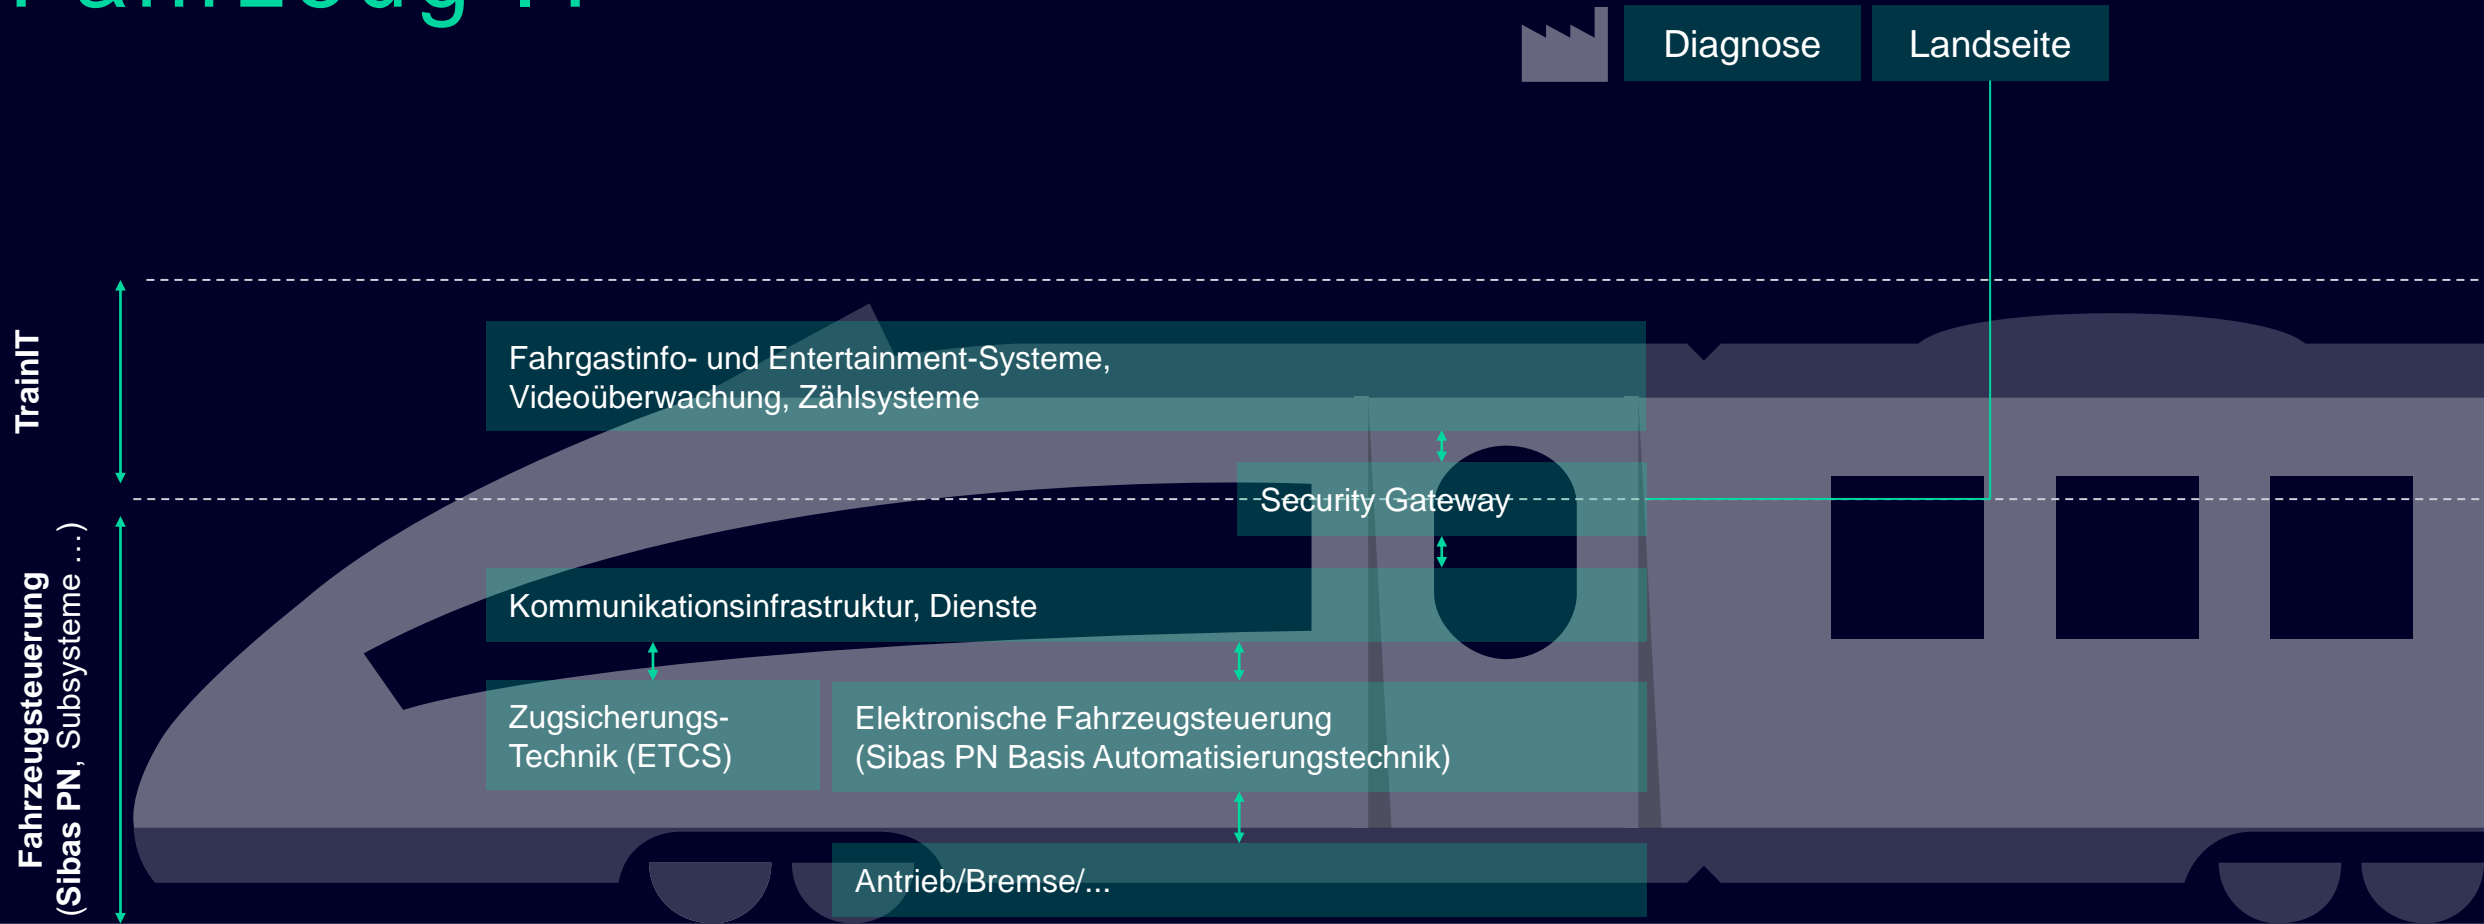 Diagnose
Landseite
TrainIT
Fahrgastinfo- und Entertainment-Systeme,
Videoüberwachung, Zählsysteme
Security Gateway
Fahrzeugsteuerung
(Sibas PN, Subsysteme …)
Kommunikationsinfrastruktur, Dienste
Zugsicherungs-
Technik (ETCS)
Elektronische Fahrzeugsteuerung
(Sibas PN Basis Automatisierungstechnik)
Antrieb/Bremse/...